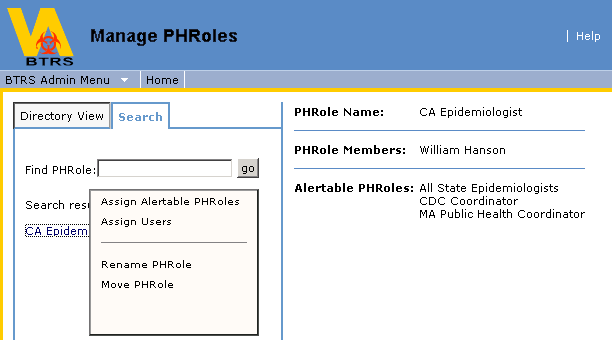 VA
BTRS
Manage PHRoles
Help
BTRS Admin Menu
Home
Directory View
Search
Find PHRole:
go
Search resu
CA Epidem
Assign Alertable PHRoles
Assign Users
Rename PHRole
Move PHRole
PHRole Name: CA Epidemiologist
PHRole Members: William Hanson
Alertable PHRoles: All State Epidemiologists
CDC Coordinator
MA Public Health Coordinator